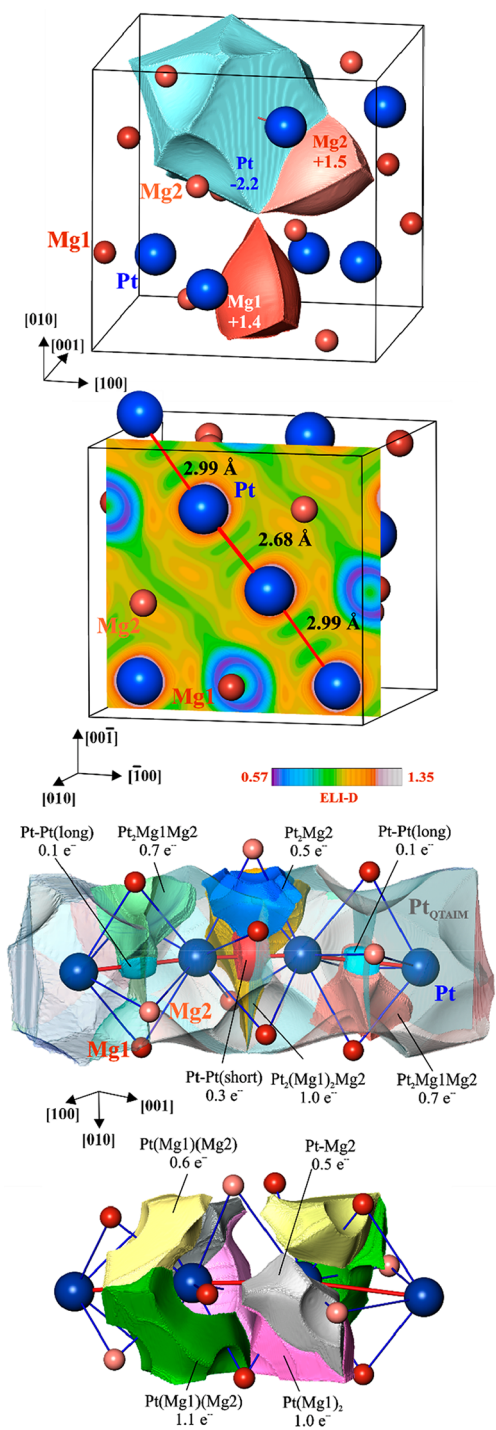 Mg2
+1.5
Pt
-2.2
Mg2
Mg1
Pt
Mg1
+1.4
[010]
[001]
[100]
2.99 Å
Pt
2.68 Å
Mg2
2.99 Å
Mg1
[001̅]
[1̅00]
[010]
0.57
1.35
ELI-D
Pt-Pt(long)
0.1 e⁻
Pt₂Mg1Mg2
0.7 e⁻
Pt₂Mg2
0.5 e⁻
Pt-Pt(long)
0.1 e⁻
Pt_QTAIM
Mg2
Pt
Mg1
Pt-Pt(short)
0.3 e⁻
Pt₂(Mg1)₂Mg2
1.0 e⁻
Pt₂Mg1Mg2
0.7 e⁻
[100]
[001]
[010]
Pt(Mg1)(Mg2)
0.6 e⁻
Pt-Mg2
0.5 e⁻
Pt(Mg1)(Mg2)
1.1 e⁻
Pt(Mg1)₂
1.0 e⁻